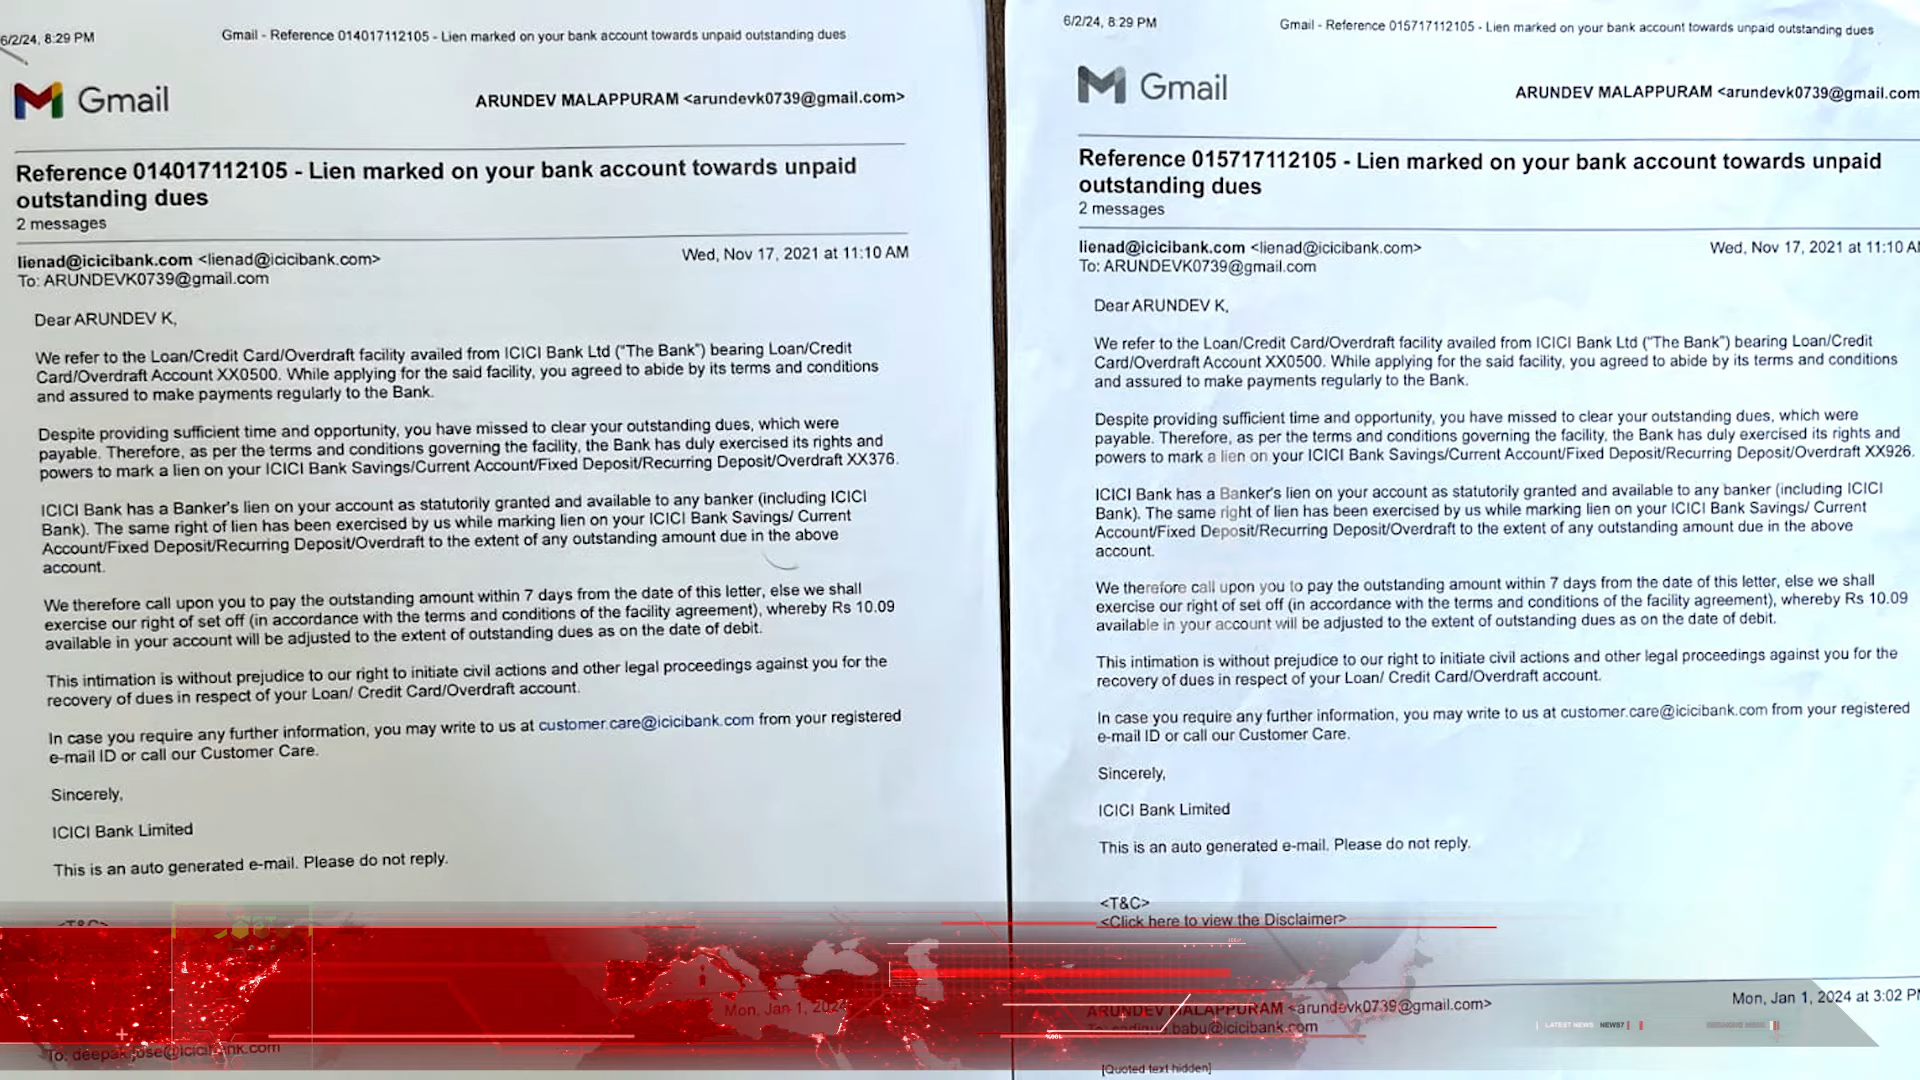 6/2/24, 8:29 PM
Gmail - Reference 014017112105 - Lien marked on your bank account towards unpaid outstanding dues
Gmail
ARUNDEV MALAPPURAM <arundevk0739@gmail.com>
Reference 014017112105 - Lien marked on your bank account towards unpaid
outstanding dues
2 messages
lienad@icicibank.com <lienad@icicibank.com>
Wed, Nov 17, 2021 at 11:10 AM
To: ARUNDEVK0739@gmail.com
Dear ARUNDEV K,
We refer to the Loan/Credit Card/Overdraft facility availed from ICICI Bank Ltd ("The Bank") bearing Loan/Credit
Card/Overdraft Account XX0500. While applying for the said facility, you agreed to abide by its terms and conditions
and assured to make payments regularly to the Bank.
Despite providing sufficient time and opportunity, you have missed to clear your outstanding dues, which were
payable. Therefore, as per the terms and conditions governing the facility, the Bank has duly exercised its rights and
powers to mark a lien on your ICICI Bank Savings/Current Account/Fixed Deposit/Recurring Deposit/Overdraft XX376.
ICICI Bank has a Banker's lien on your account as statutorily granted and available to any banker (including ICICI
Bank). The same right of lien has been exercised by us while marking lien on your ICICI Bank Savings/ Current
Account/Fixed Deposit/Recurring Deposit/Overdraft to the extent of any outstanding amount due in the above
account.
We therefore call upon you to pay the outstanding amount within 7 days from the date of this letter, else we shall
exercise our right of set off (in accordance with the terms and conditions of the facility agreement), whereby Rs 10.09
available in your account will be adjusted to the extent of outstanding dues as on the date of debit.
This intimation is without prejudice to our right to initiate civil actions and other legal proceedings against you for the
recovery of dues in respect of your Loan/ Credit Card/Overdraft account.
In case you require any further information, you may write to us at customer.care@icicibank.com from your registered
e-mail ID or call our Customer Care.
Sincerely,
ICICI Bank Limited
This is an auto generated e-mail. Please do not reply.
<T&C>
Mon, Jan 1, 2024
To: deepak.jose@icicibank.com
6/2/24, 8:29 PM
Gmail - Reference 015717112105 - Lien marked on your bank account towards unpaid outstanding dues
Gmail
ARUNDEV MALAPPURAM <arundevk0739@gmail.com
Reference 015717112105 - Lien marked on your bank account towards unpaid
outstanding dues
2 messages
lienad@icicibank.com <lienad@icicibank.com>
Wed, Nov 17, 2021 at 11:10 AM
To: ARUNDEVK0739@gmail.com
Dear ARUNDEV K,
We refer to the Loan/Credit Card/Overdraft facility availed from ICICI Bank Ltd ("The Bank") bearing Loan/Credit
Card/Overdraft Account XX0500. While applying for the said facility, you agreed to abide by its terms and conditions
and assured to make payments regularly to the Bank.
Despite providing sufficient time and opportunity, you have missed to clear your outstanding dues, which were
payable. Therefore, as per the terms and conditions governing the facility, the Bank has duly exercised its rights and
powers to mark a lien on your ICICI Bank Savings/Current Account/Fixed Deposit/Recurring Deposit/Overdraft XX926.
ICICI Bank has a Banker's lien on your account as statutorily granted and available to any banker (including ICICI
Bank). The same right of lien has been exercised by us while marking lien on your ICICI Bank Savings/ Current
Account/Fixed Deposit/Recurring Deposit/Overdraft to the extent of any outstanding amount due in the above
account.
We therefore call upon you to pay the outstanding amount within 7 days from the date of this letter, else we shall
exercise our right of set off (in accordance with the terms and conditions of the facility agreement), whereby Rs 10.09
available in your account will be adjusted to the extent of outstanding dues as on the date of debit.
This intimation is without prejudice to our right to initiate civil actions and other legal proceedings against you for the
recovery of dues in respect of your Loan/ Credit Card/Overdraft account.
In case you require any further information, you may write to us at customer.care@icicibank.com from your registered
e-mail ID or call our Customer Care.
Sincerely,
ICICI Bank Limited
This is an auto generated e-mail. Please do not reply.
<T&C>
<Click here to view the Disclaimer>
ARUNDEV MALAPPURAM <arundevk0739@gmail.com>
Mon, Jan 1, 2024 at 3:02 PM
[Quoted text hidden]
LATEST NEWS NEWS7
BREAKING NEWS